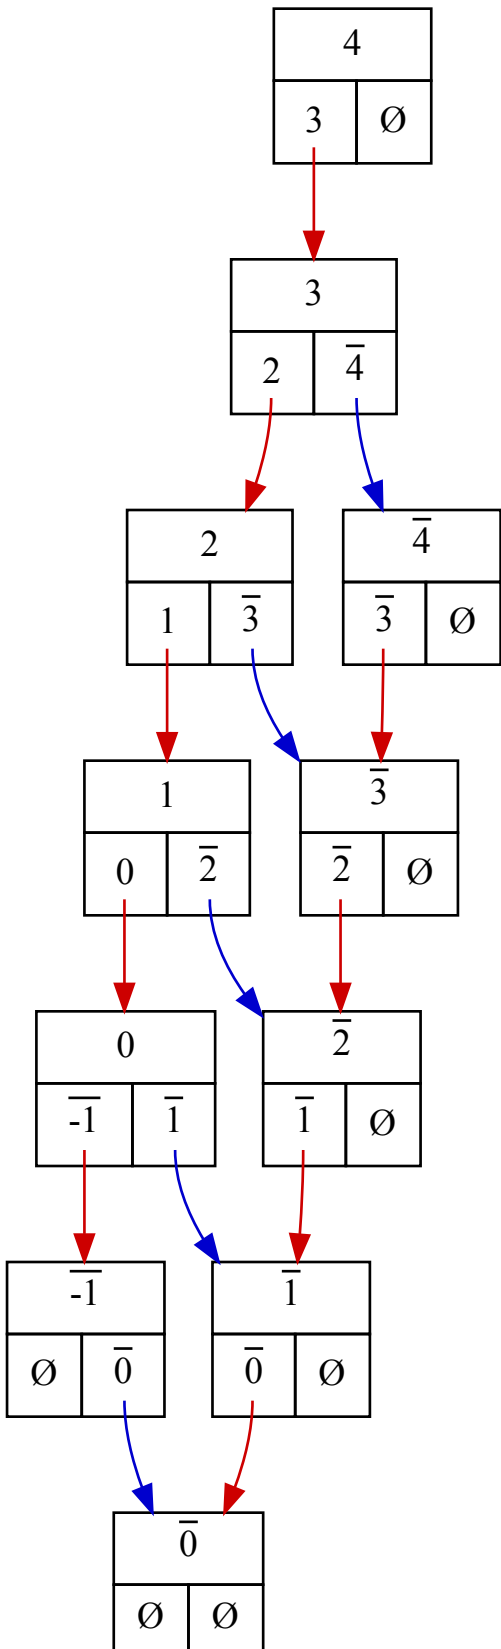 4
3 Ø
3
2 4̅
2 4̅
1 3̅ 3̅ Ø
1 3̅
0 2̅ 2̅ Ø
0 2̅
-̅1̅ 1̅ 1̅ Ø
-̅1̅ 1̅
Ø 0̅ 0̅ Ø
0̅
Ø Ø